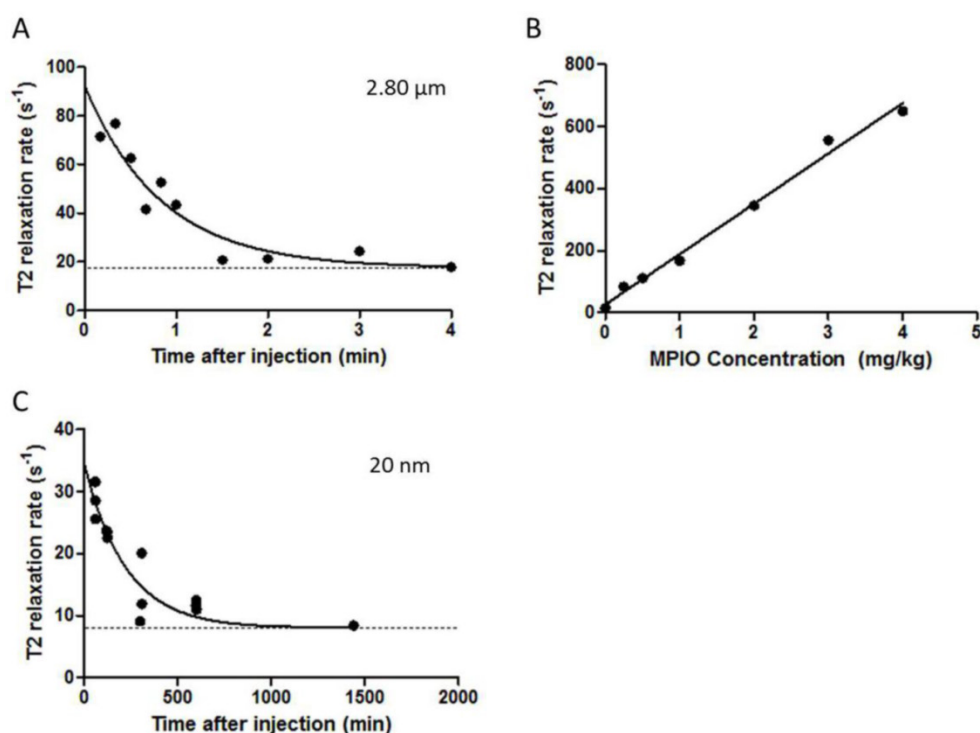 A
B
2.80 µm
T2 relaxation rate (s⁻¹)
100
80
60
40
20
0
0 1 2 3 4
Time after injection (min)
T2 relaxation rate (s⁻¹)
800
600
400
200
0
0 1 2 3 4 5
MPIO Concentration (mg/kg)
C
20 nm
T2 relaxation rate (s⁻¹)
40
30
20
10
0
0 500 1000 1500 2000
Time after injection (min)